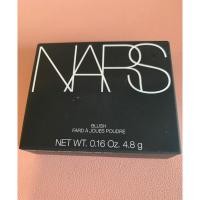 NARS
BLUSH
FARD À JOUES POUDRE
NET WT. 0.16 Oz. 4.8 g